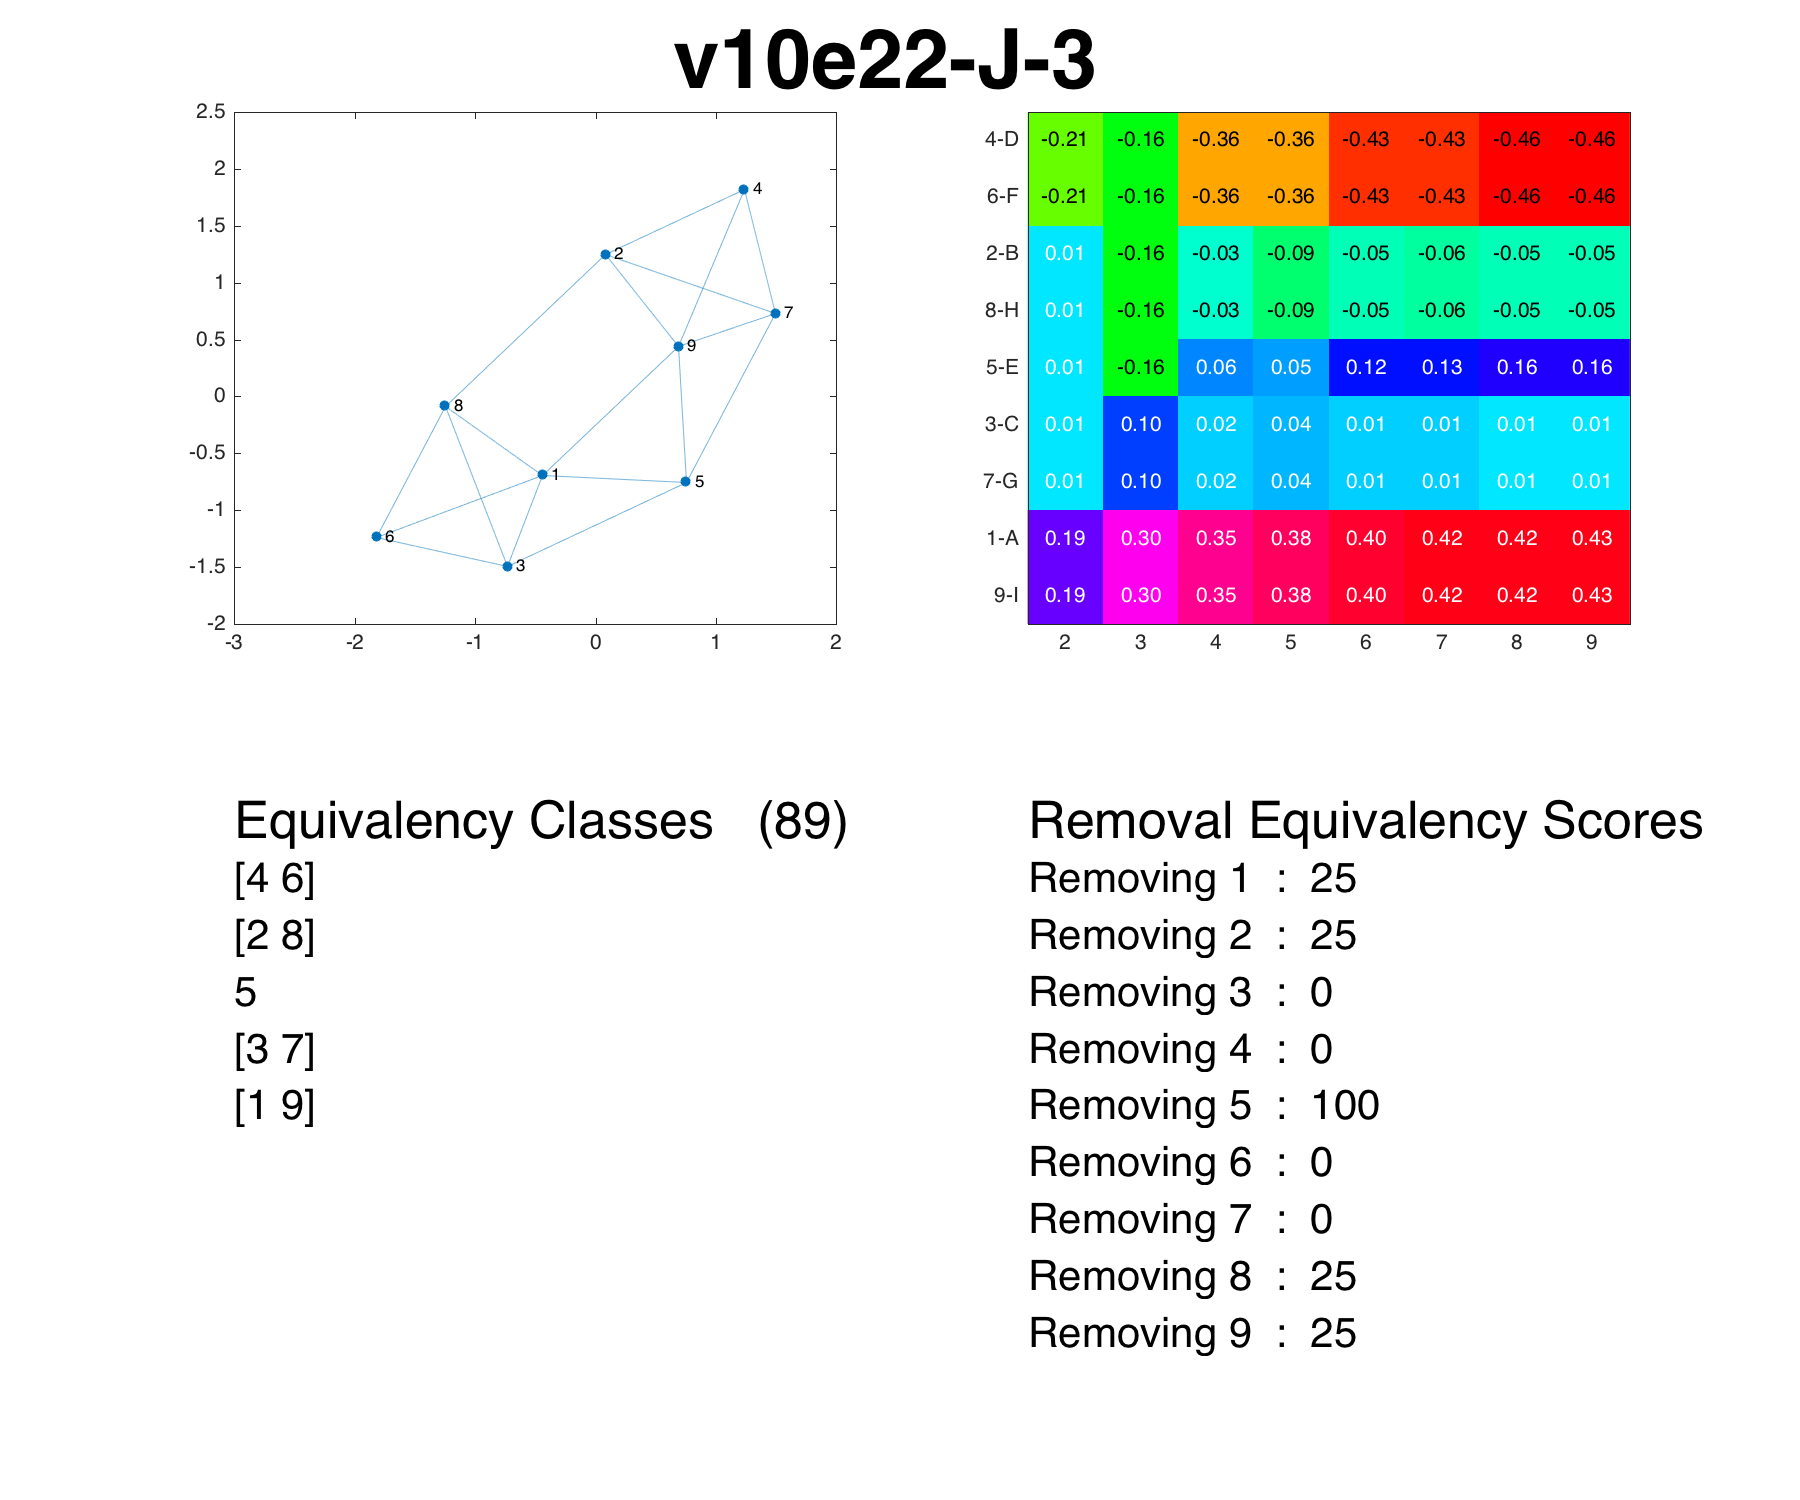 v10e22-J-3
2.5
2
1.5
1
0.5
0
-0.5
-1
-1.5
-2
-3 -2 -1 0 1 2
4
2
7
9
8
1
5
6
3
4-D -0.21 -0.16 -0.36 -0.36 -0.43 -0.43 -0.46 -0.46
6-F -0.21 -0.16 -0.36 -0.36 -0.43 -0.43 -0.46 -0.46
2-B 0.01 -0.16 -0.03 -0.09 -0.05 -0.06 -0.05 -0.05
8-H 0.01 -0.16 -0.03 -0.09 -0.05 -0.06 -0.05 -0.05
5-E 0.01 -0.16 0.06 0.05 0.12 0.13 0.16 0.16
3-C 0.01 0.10 0.02 0.04 0.01 0.01 0.01 0.01
7-G 0.01 0.10 0.02 0.04 0.01 0.01 0.01 0.01
1-A 0.19 0.30 0.35 0.38 0.40 0.42 0.42 0.43
9-I 0.19 0.30 0.35 0.38 0.40 0.42 0.42 0.43
2 3 4 5 6 7 8 9
Equivalency Classes (89)
[4 6]
[2 8]
5
[3 7]
[1 9]
Removal Equivalency Scores
Removing 1 : 25
Removing 2 : 25
Removing 3 : 0
Removing 4 : 0
Removing 5 : 100
Removing 6 : 0
Removing 7 : 0
Removing 8 : 25
Removing 9 : 25